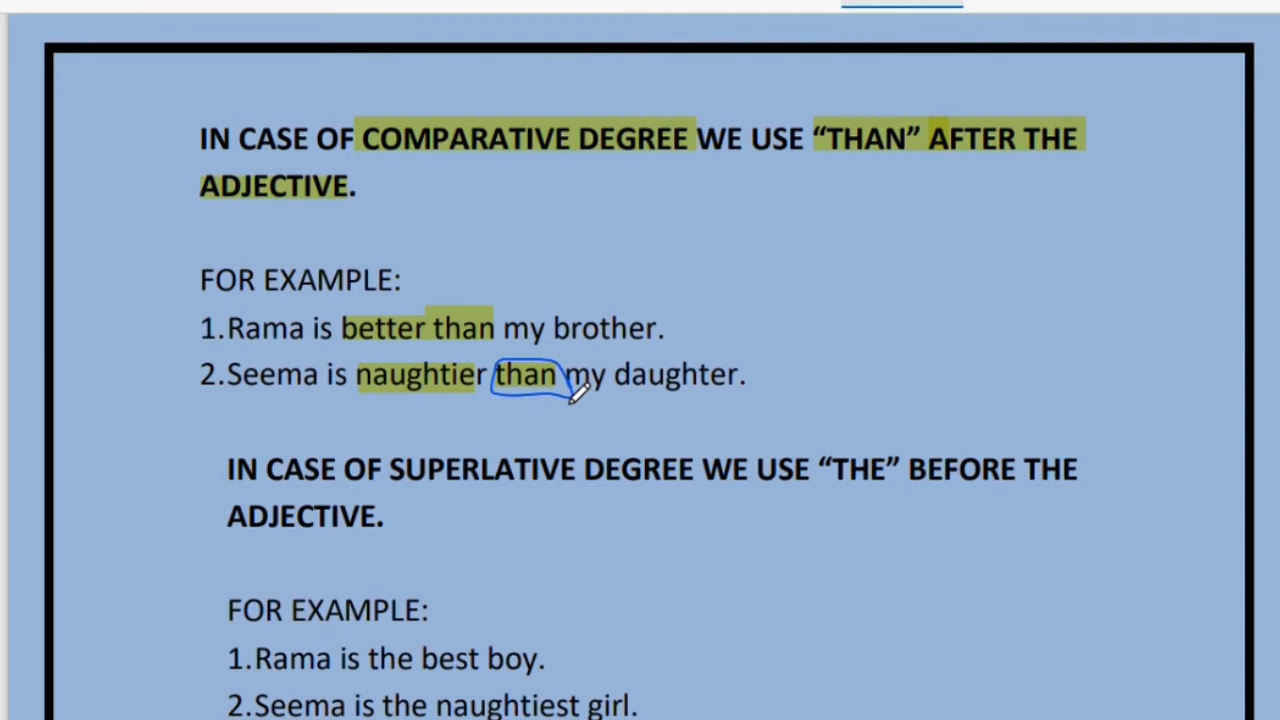 IN CASE OF COMPARATIVE DEGREE WE USE “THAN” AFTER THE
ADJECTIVE.
FOR EXAMPLE:
1.Rama is better than my brother.
2.Seema is naughtier than my daughter.
IN CASE OF SUPERLATIVE DEGREE WE USE “THE” BEFORE THE
ADJECTIVE.
FOR EXAMPLE:
1.Rama is the best boy.
2.Seema is the naughtiest girl.